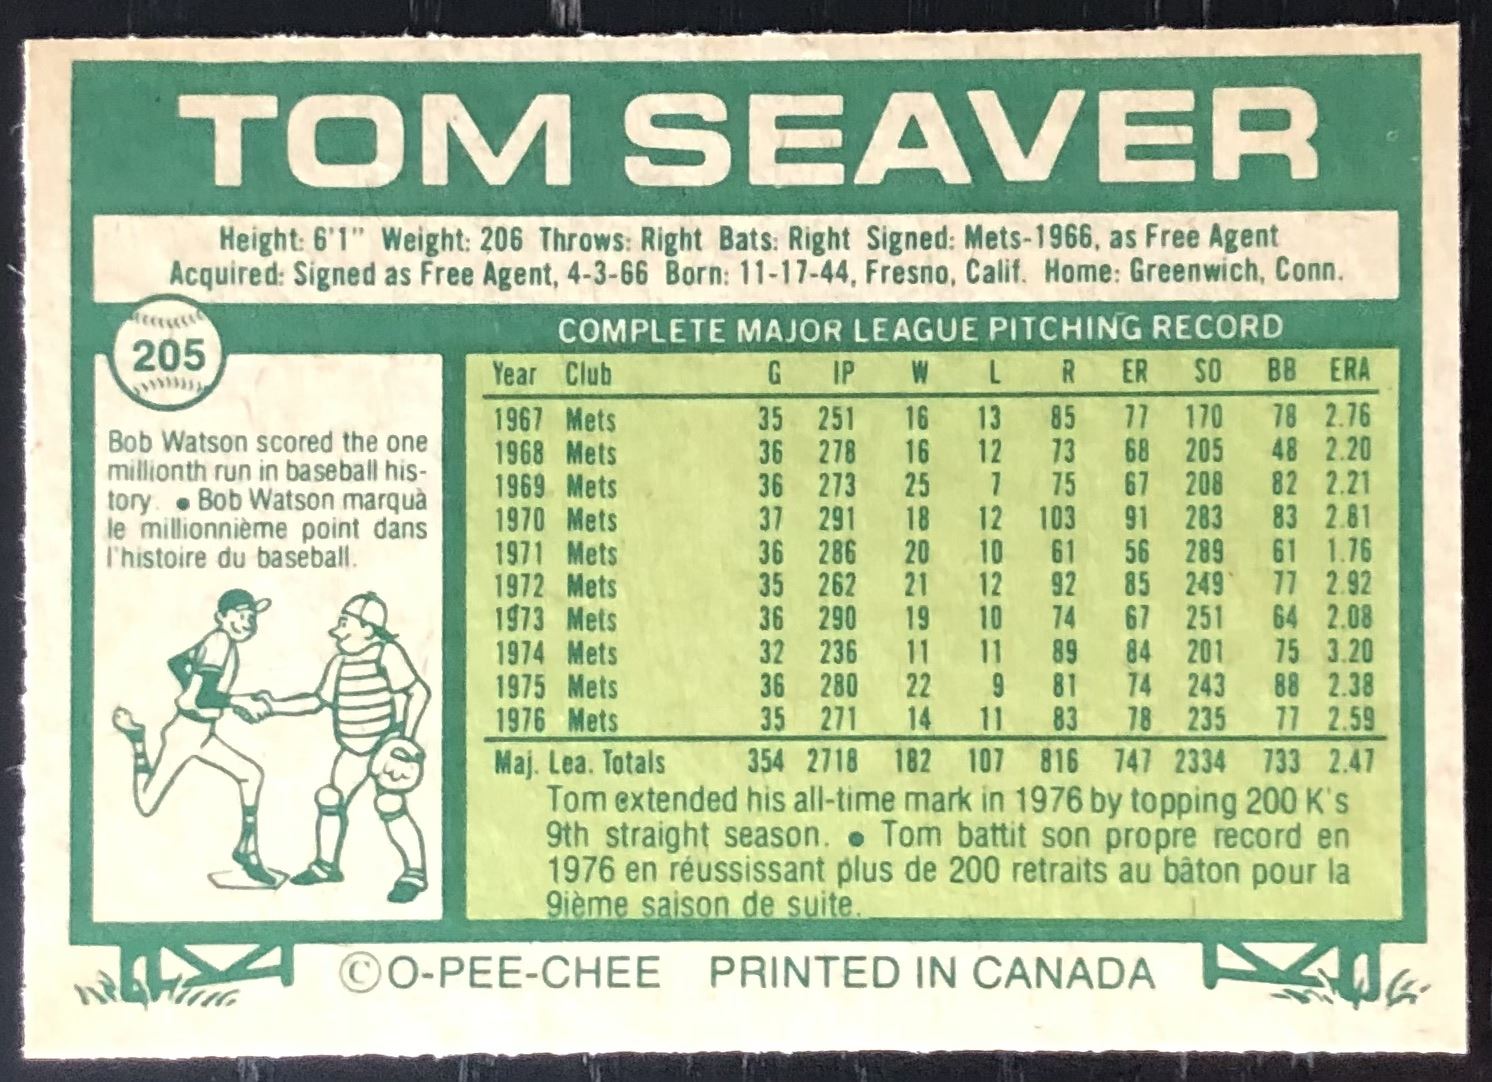 TOM SEAVER
Height: 6'1" Weight: 206 Throws: Right Bats: Right Signed: Mets-1966, as Free Agent
Acquired: Signed as Free Agent, 4-3-66 Born: 11-17-44, Fresno, Calif. Home: Greenwich, Conn.
205
Bob Watson scored the one
millionth run in baseball his-
tory. ● Bob Watson marquà
le millionnième point dans
l'histoire du baseball.
COMPLETE MAJOR LEAGUE PITCHING RECORD
Year Club G IP W L R ER SO BB ERA
1967 Mets 35 251 16 13 85 77 170 78 2.76
1968 Mets 36 278 16 12 73 68 205 48 2.20
1969 Mets 36 273 25 7 75 67 208 82 2.21
1970 Mets 37 291 18 12 103 91 283 83 2.81
1971 Mets 36 286 20 10 61 56 289 61 1.76
1972 Mets 35 262 21 12 92 85 249 77 2.92
1973 Mets 36 290 19 10 74 67 251 64 2.08
1974 Mets 32 236 11 11 89 84 201 75 3.20
1975 Mets 36 280 22 9 81 74 243 88 2.38
1976 Mets 35 271 14 11 83 78 235 77 2.59
Maj. Lea. Totals 354 2718 182 107 816 747 2334 733 2.47
Tom extended his all-time mark in 1976 by topping 200 K's
9th straight season. ● Tom battit son propre record en
1976 en réussissant plus de 200 retraits au bâton pour la
9ième saison de suite.
©O-PEE-CHEE PRINTED IN CANADA